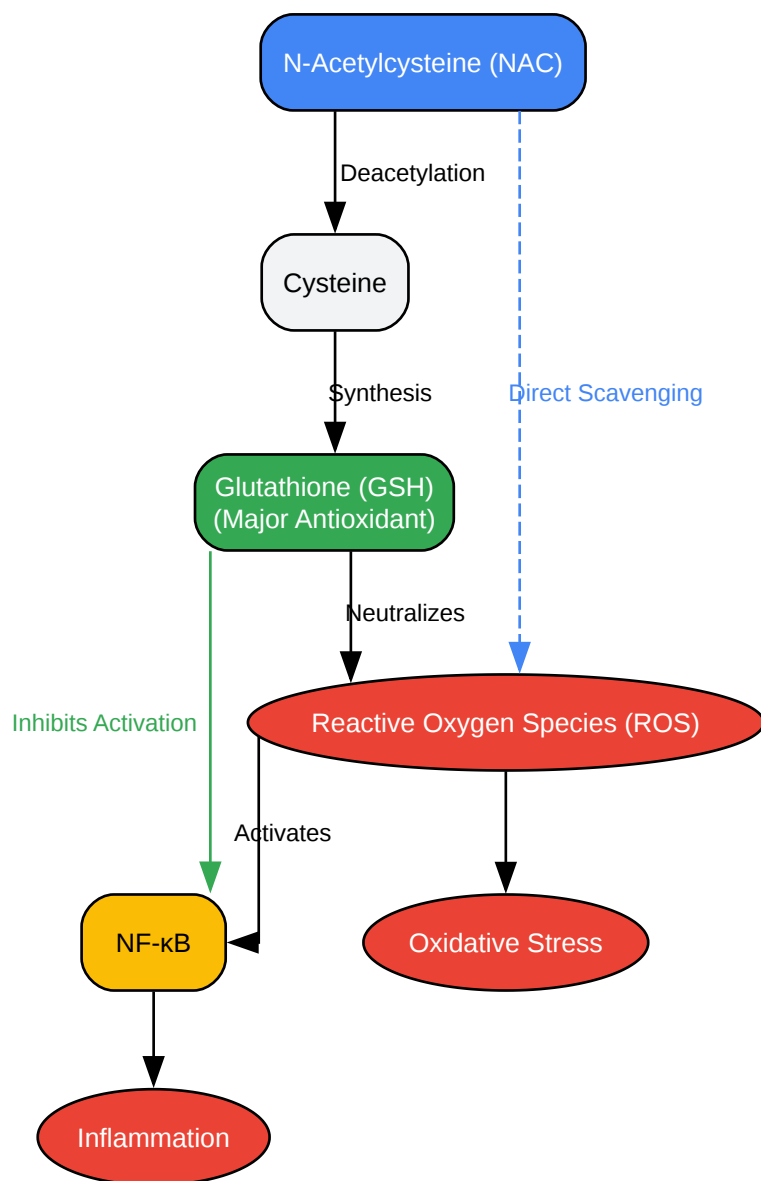 N-Acetylcysteine (NAC)
Deacetylation
Cysteine
Synthesis
Direct Scavenging
Glutathione (GSH)
(Major Antioxidant)
Neutralizes
Inhibits Activation
Reactive Oxygen Species (ROS)
Activates
NF-κB
Oxidative Stress
Inflammation